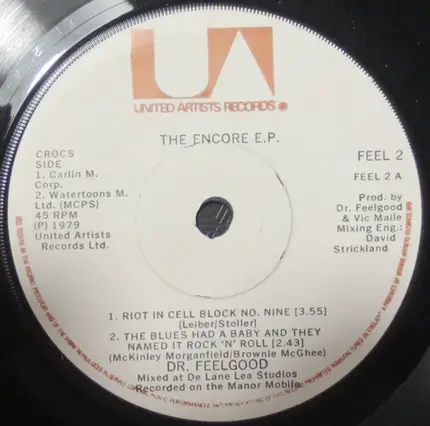 UNITED ARTISTS RECORDS
THE ENCORE E.P.
CROCS
SIDE
1. Carlin M.
Corp.
2. Watertoons M.
Ltd. (MCPS)
45 RPM
(P) 1979
United Artists
Records Ltd.
FEEL 2
FEEL 2 A
Prod. by
Dr. Feelgood
& Vic Maile
Mixing Eng.:
David
Strickland
1. RIOT IN CELL BLOCK NO. NINE [3.55]
(Leiber/Stoller)
2. THE BLUES HAD A BABY AND THEY
NAMED IT ROCK 'N' ROLL [2.43]
(McKinley Morganfield/Brownie McGhee)
DR. FEELGOOD
Mixed at De Lane Lea Studios
Recorded on the Manor Mobile.